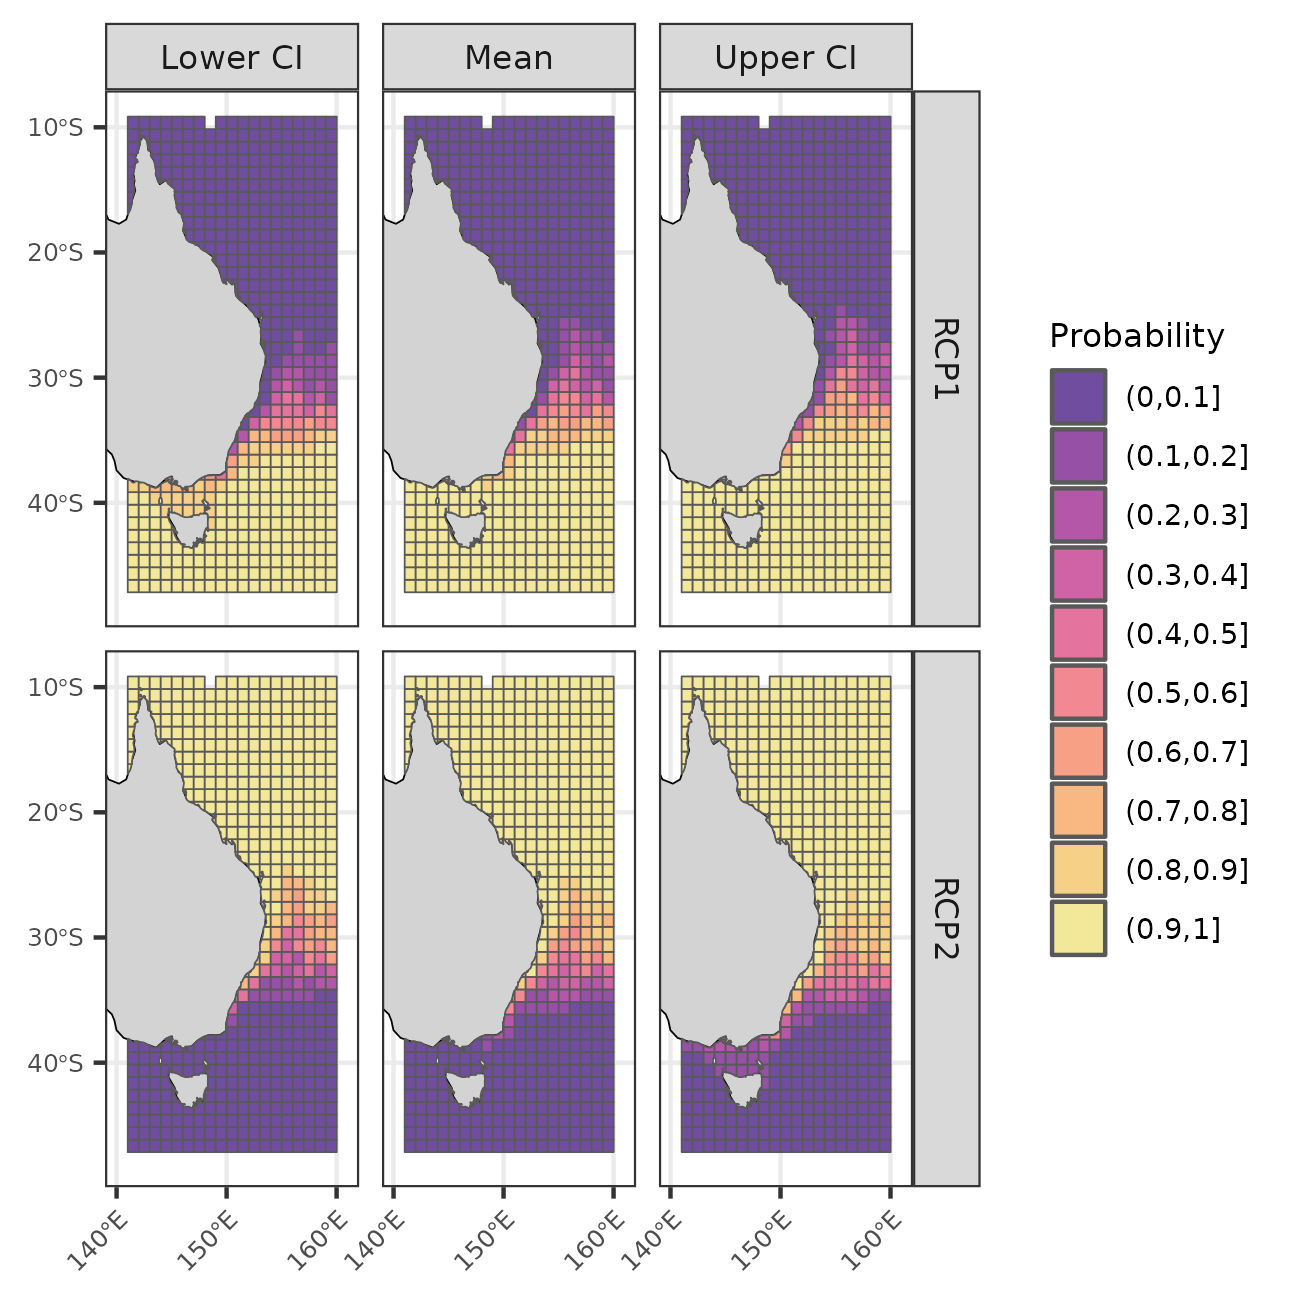 Lower CI
Mean
Upper CI
10°S
20°S
30°S
40°S
RCP1
10°S
20°S
30°S
40°S
RCP2
140°E
150°E
160°E
140°E
150°E
160°E
140°E
150°E
160°E
Probability
(0,0.1]
(0.1,0.2]
(0.2,0.3]
(0.3,0.4]
(0.4,0.5]
(0.5,0.6]
(0.6,0.7]
(0.7,0.8]
(0.8,0.9]
(0.9,1]